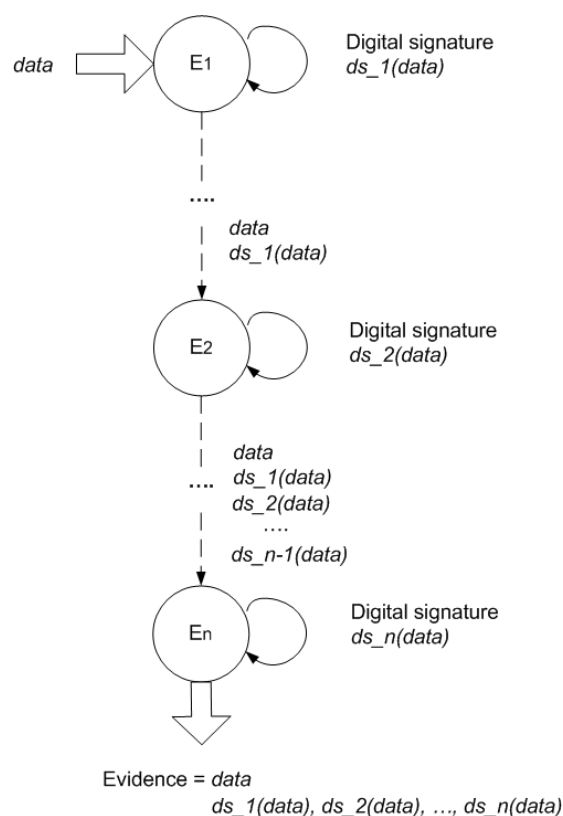 data
E1
Digital signature
ds_1(data)
....
data
ds_1(data)
E2
Digital signature
ds_2(data)
data
ds_1(data)
....
ds_2(data)
....
ds_n-1(data)
En
Digital signature
ds_n(data)
Evidence = data
ds_1(data), ds_2(data), ..., ds_n(data)